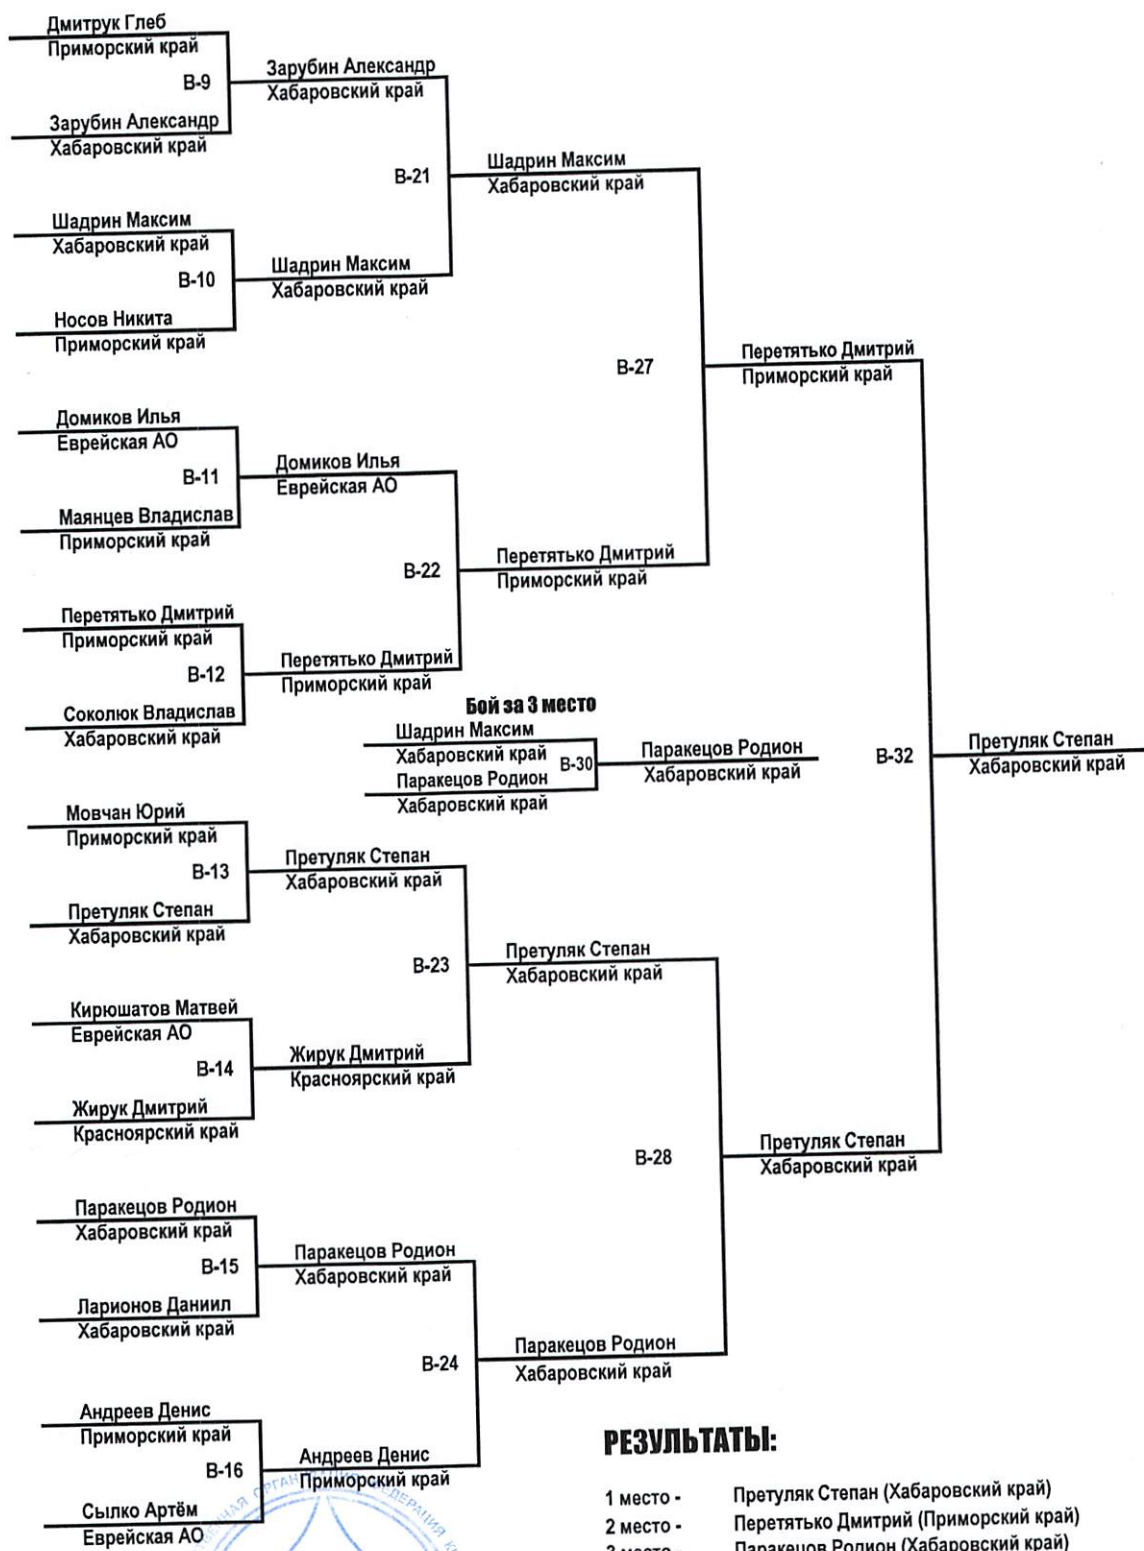 Дмитрук Глеб
Приморский край
В-9
Зарубин Александр
Хабаровский край
Зарубин Александр
Хабаровский край
В-21
Шадрин Максим
Хабаровский край
Шадрин Максим
Хабаровский край
В-10
Шадрин Максим
Хабаровский край
Носов Никита
Приморский край
В-27
Перетятько Дмитрий
Приморский край
Домиков Илья
Еврейская АО
В-11
Домиков Илья
Еврейская АО
Маянцев Владислав
Приморский край
В-22
Перетятько Дмитрий
Приморский край
Перетятько Дмитрий
Приморский край
В-12
Перетятько Дмитрий
Приморский край
Соколюк Владислав
Хабаровский край
Бой за 3 место
Шадрин Максим
Хабаровский край
В-30
Паракецов Родион
Хабаровский край
Паракецов Родион
Хабаровский край
В-32
Претуляк Степан
Хабаровский край
Мовчан Юрий
Приморский край
В-13
Претуляк Степан
Хабаровский край
Претуляк Степан
Хабаровский край
В-23
Претуляк Степан
Хабаровский край
Кирюшатов Матвей
Еврейская АО
В-14
Жирук Дмитрий
Красноярский край
Жирук Дмитрий
Красноярский край
В-28
Претуляк Степан
Хабаровский край
Паракецов Родион
Хабаровский край
В-15
Паракецов Родион
Хабаровский край
Ларионов Даниил
Хабаровский край
В-24
Паракецов Родион
Хабаровский край
Андреев Денис
Приморский край
В-16
Андреев Денис
Приморский край
Сылко Артём
Еврейская АО
РЕЗУЛЬТАТЫ:
1 место - Претуляк Степан (Хабаровский край)
2 место - Перетятько Дмитрий (Приморский край)
3 место - Паракецов Родион (Хабаровский край)